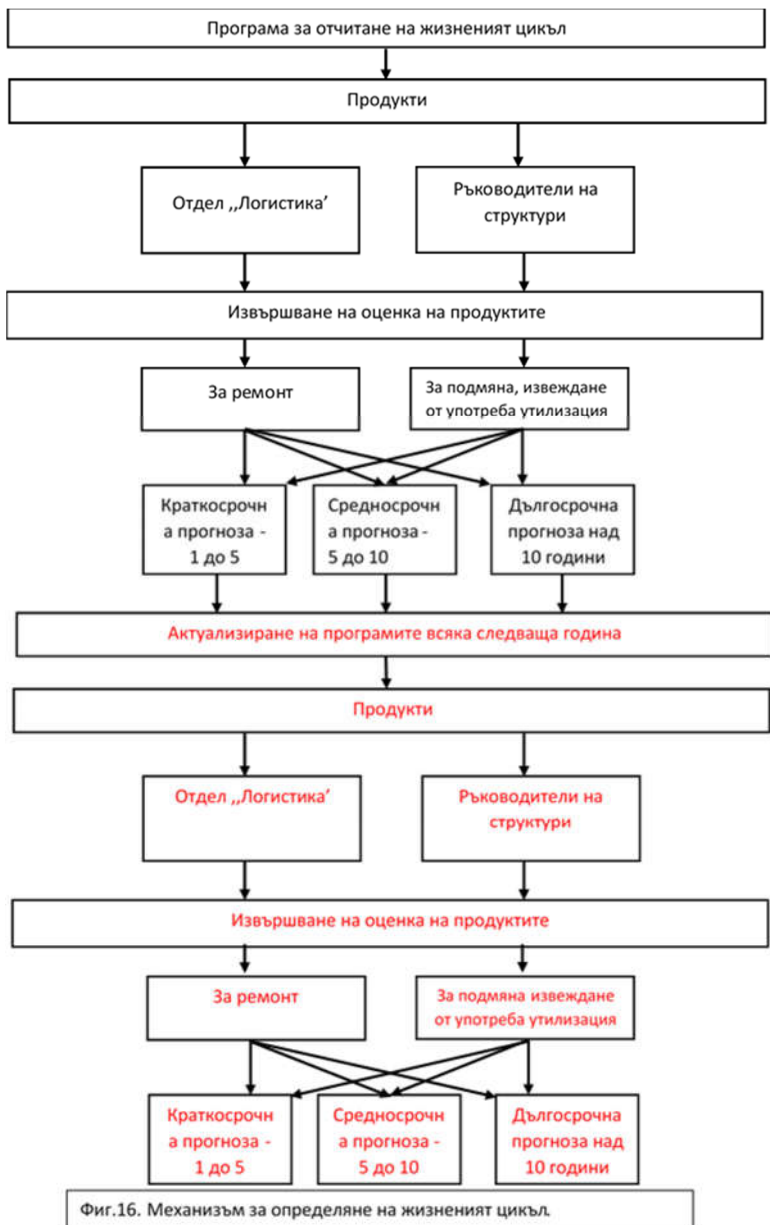 Програма за отчитане на жизненият цикъл
Продукти
Отдел ,,Логистика’
Ръководители на
структури
Извършване на оценка на продуктите
За ремонт
За подмяна, извеждане
от употреба утилизация
Краткосрочн
а прогноза -
1 до 5
Средносрочн
а прогноза -
5 до 10
Дългосрочна
прогноза над
10 години
Актуализиране на програмите всяка следваща година
Продукти
Отдел ,,Логистика’
Ръководители на
структури
Извършване на оценка на продуктите
За ремонт
За подмяна извеждане
от употреба утилизация
Краткосрочн
а прогноза -
1 до 5
Средносрочн
а прогноза -
5 до 10
Дългосрочна
прогноза над
10 години
Фиг.16. Механизъм за определяне на жизненият цикъл.